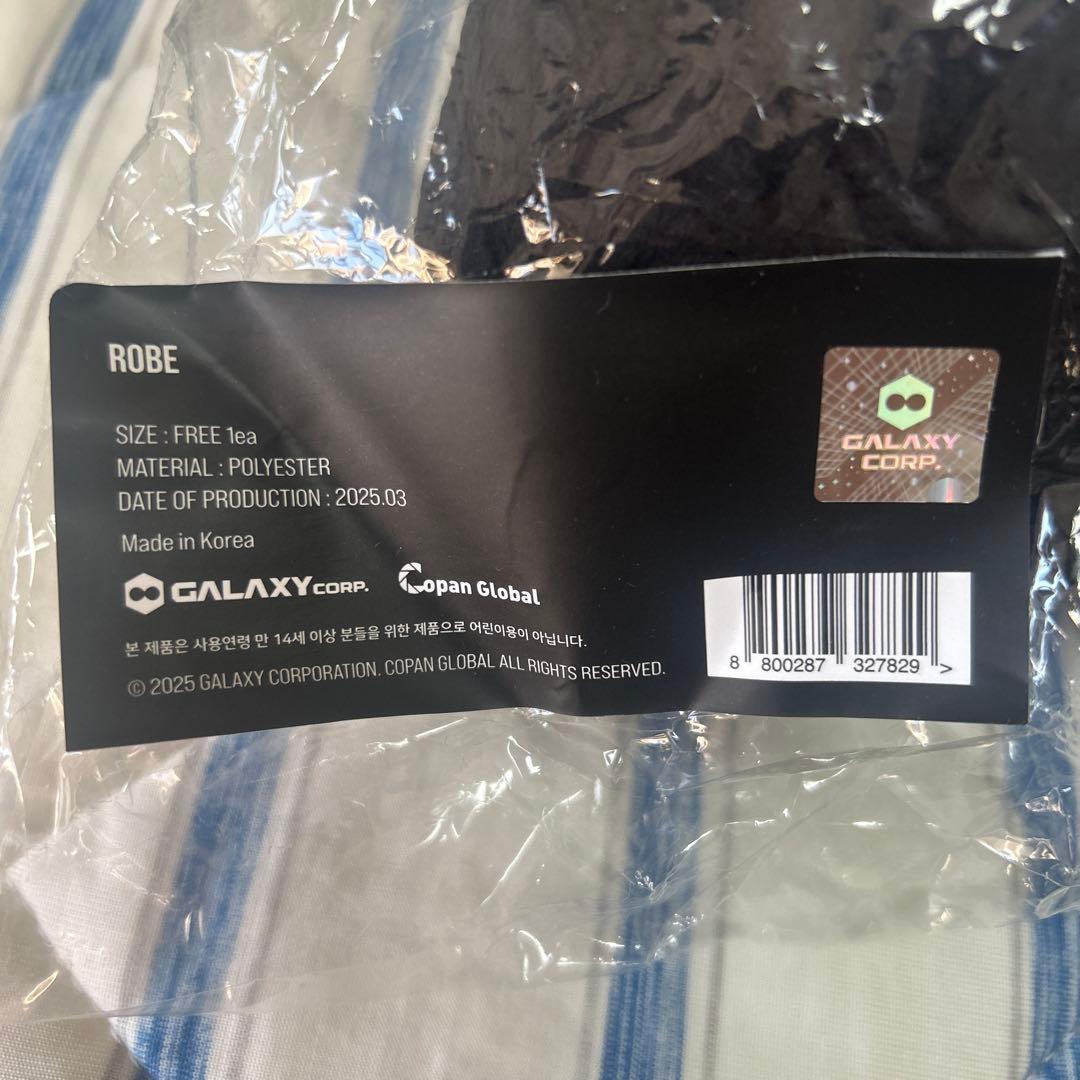 ROBE
SIZE : FREE 1ea
MATERIAL : POLYESTER
DATE OF PRODUCTION : 2025.03
Made in Korea
GALAXY CORP.
GALAXY CORP.
Copan Global
본 제품은 사용연령 만 14세 이상 분들을 위한 제품으로 어린이용이 아닙니다.
© 2025 GALAXY CORPORATION. COPAN GLOBAL ALL RIGHTS RESERVED.
8 800287 327829 >